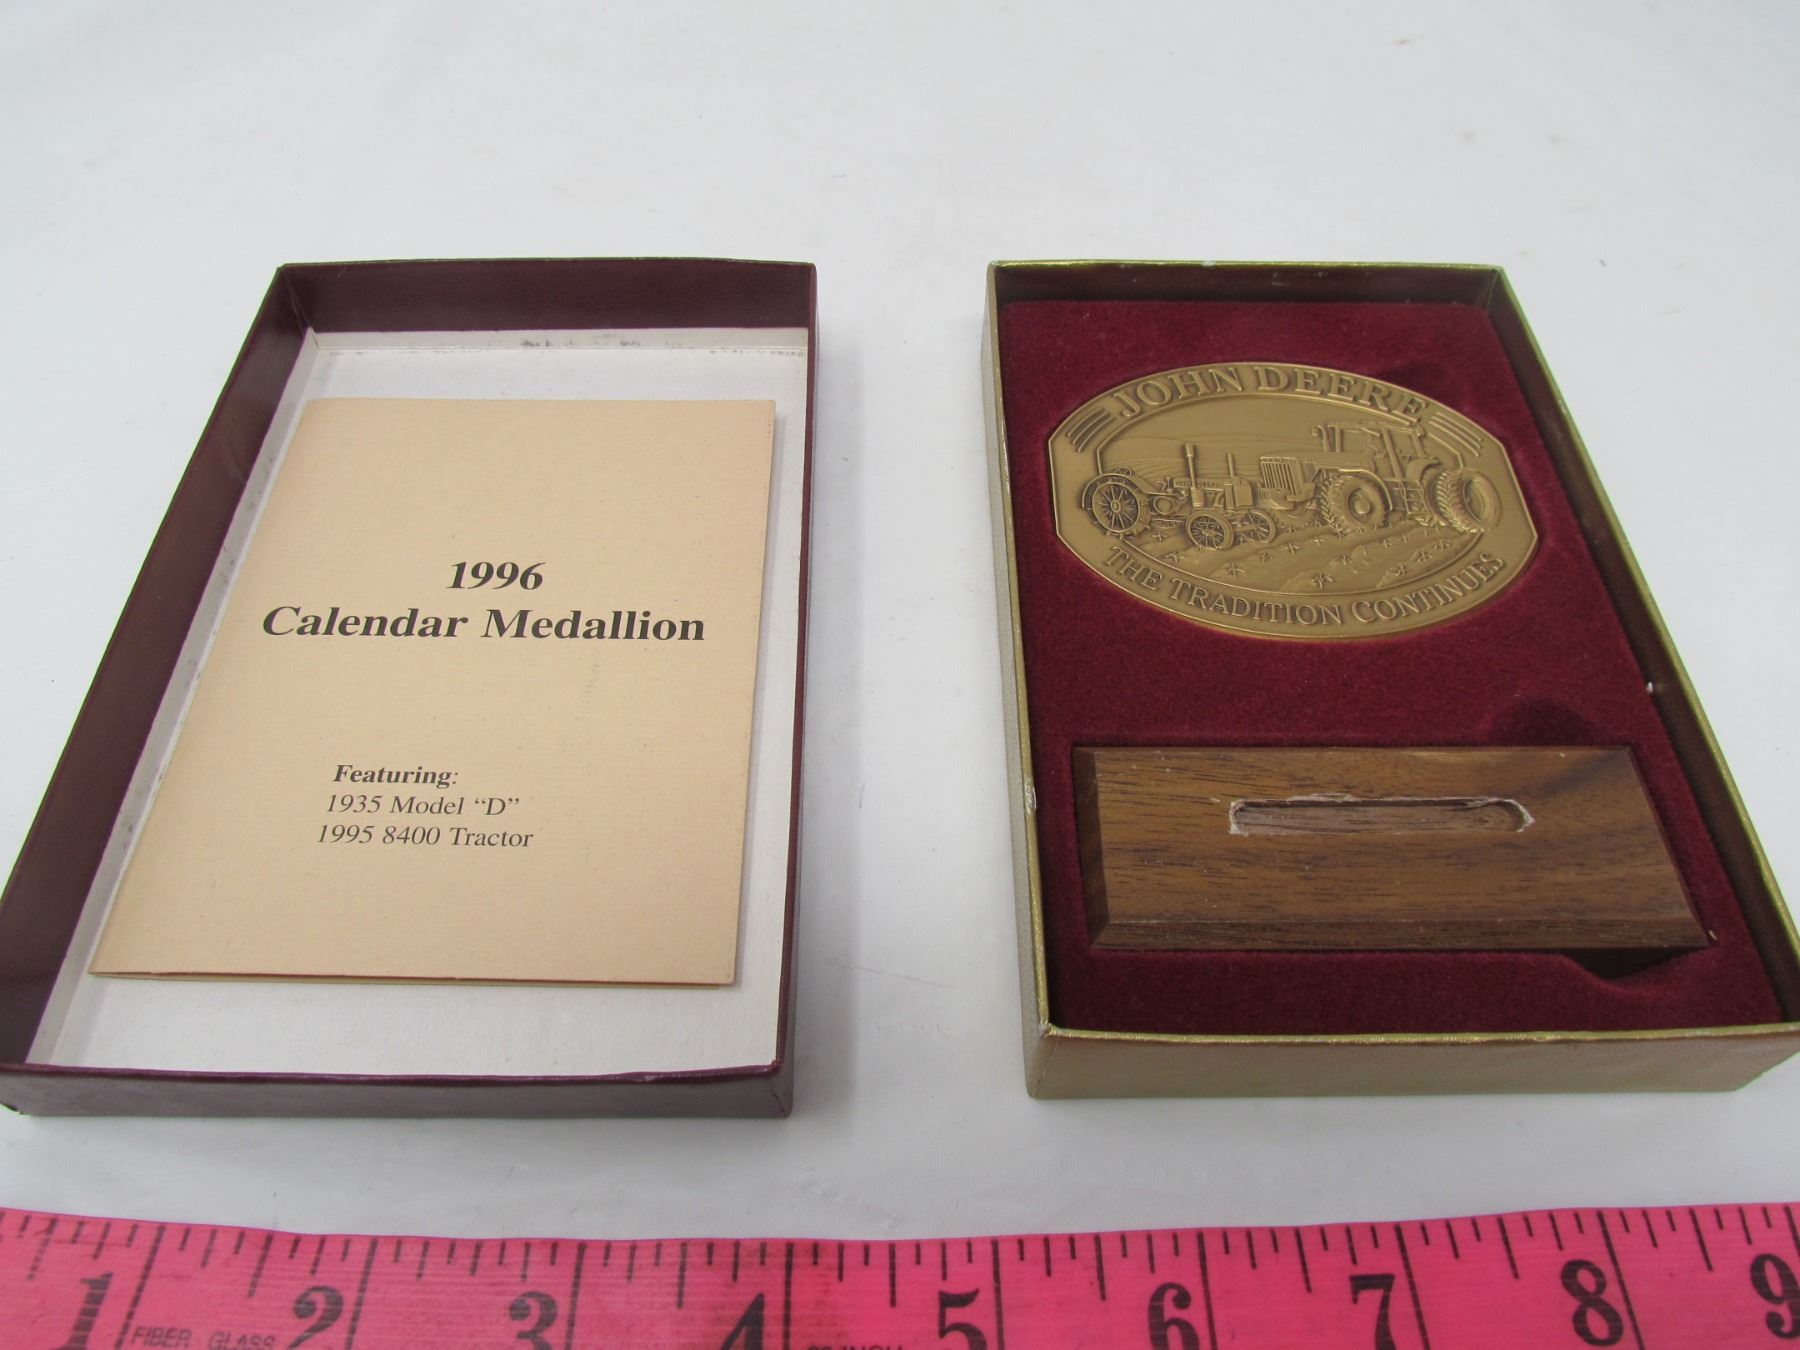 1996
Calendar Medallion
Featuring:
1935 Model “D”
1995 8400 Tractor
JOHN DEERE
THE TRADITION CONTINUES
1 2 3 4 5 6 7 8 9
FIBER GLASS